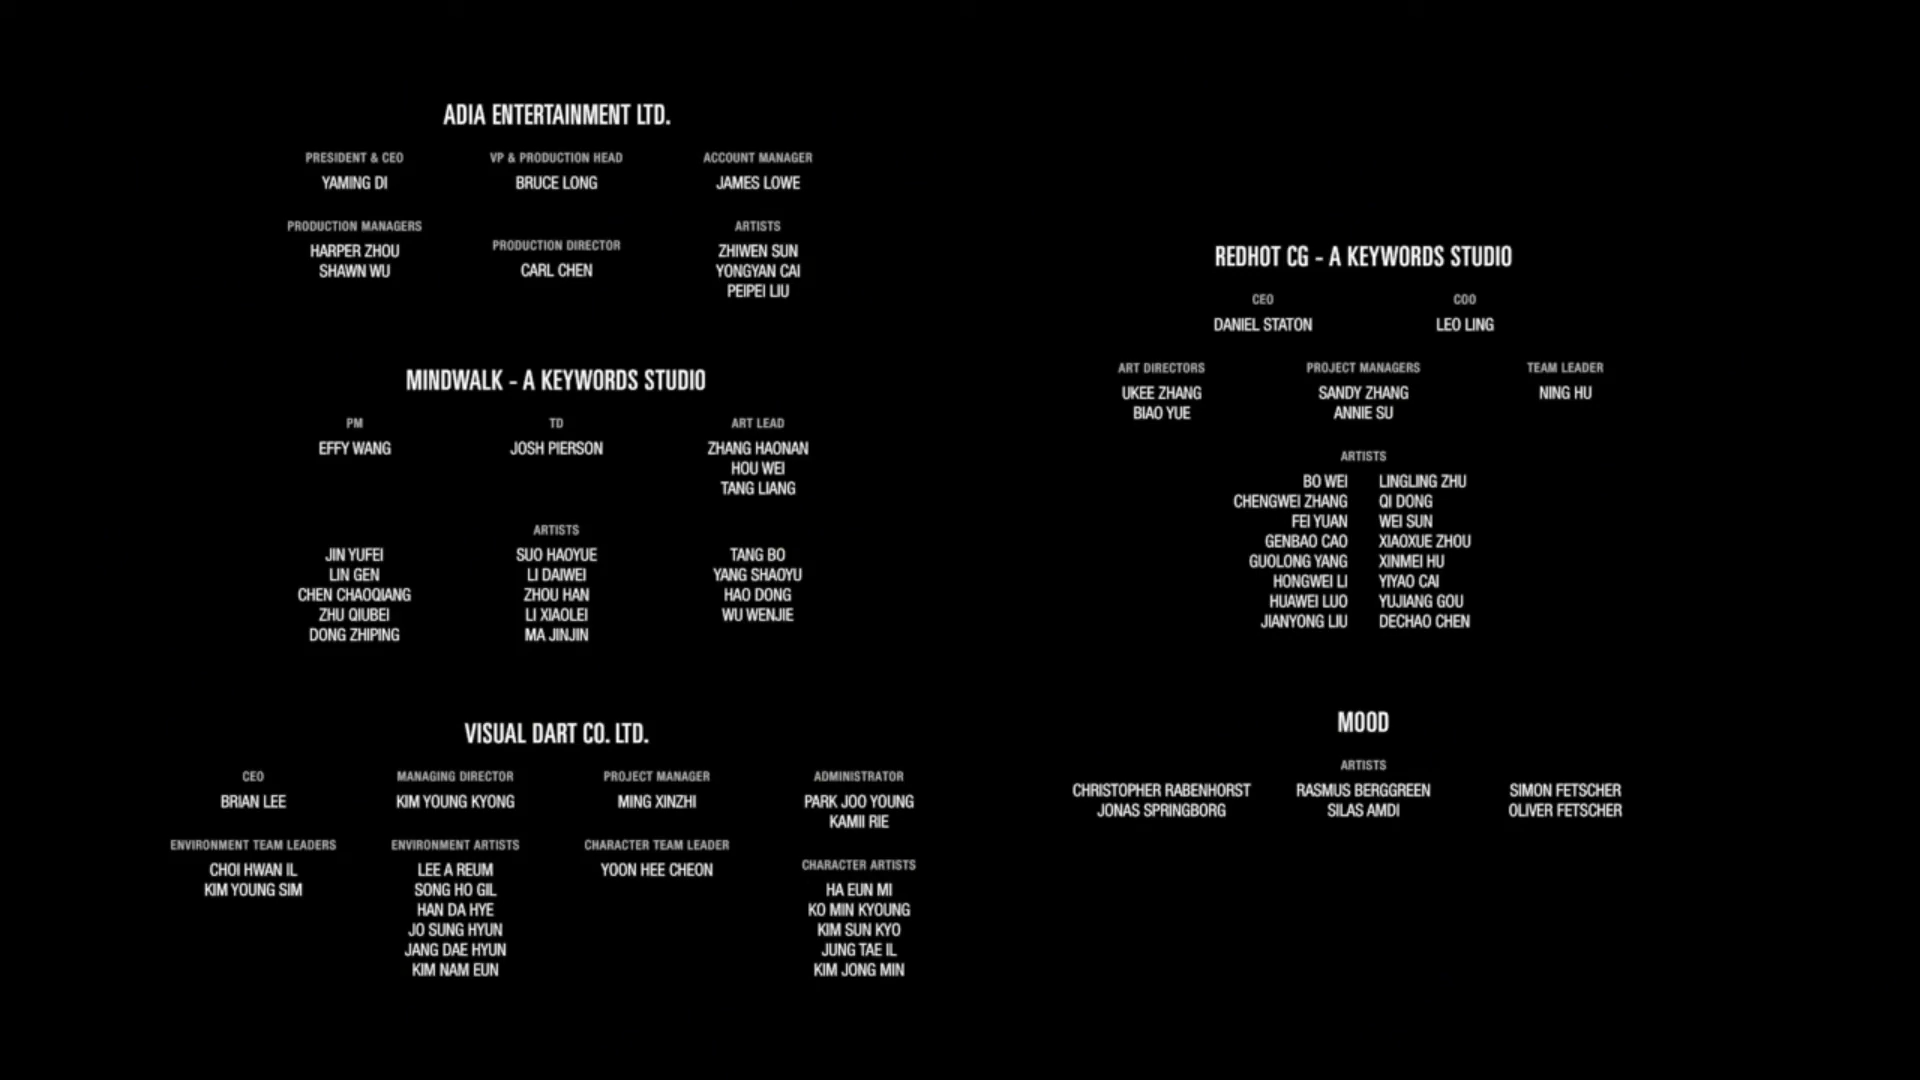 ADIA ENTERTAINMENT LTD.
PRESIDENT & CEO
YAMING DI
VP & PRODUCTION HEAD
BRUCE LONG
ACCOUNT MANAGER
JAMES LOWE
PRODUCTION MANAGERS
HARPER ZHOU
SHAWN WU
PRODUCTION DIRECTOR
CARL CHEN
ARTISTS
ZHIWEN SUN
YONGYAN CAI
PEIPEI LIU
MINDWALK - A KEYWORDS STUDIO
PM
EFFY WANG
TD
JOSH PIERSON
ART LEAD
ZHANG HAONAN
HOU WEI
TANG LIANG
ARTISTS
JIN YUFEI
LIN GEN
CHEN CHAOQIANG
ZHU QIUBEI
DONG ZHIPING
SUO HAOYUE
LI DAIWEI
ZHOU HAN
LI XIAOLEI
MA JINJIN
TANG BO
YANG SHAOYU
HAO DONG
WU WENJIE
VISUAL DART CO. LTD.
CEO
BRIAN LEE
MANAGING DIRECTOR
KIM YOUNG KYONG
PROJECT MANAGER
MING XINZHI
ADMINISTRATOR
PARK JOO YOUNG
KAMII RIE
ENVIRONMENT TEAM LEADERS
CHOI HWAN IL
KIM YOUNG SIM
ENVIRONMENT ARTISTS
LEE A REUM
SONG HO GIL
HAN DA HYE
JO SUNG HYUN
JANG DAE HYUN
KIM NAM EUN
CHARACTER TEAM LEADER
YOON HEE CHEON
CHARACTER ARTISTS
HA EUN MI
KO MIN KYOUNG
KIM SUN KYO
JUNG TAE IL
KIM JONG MIN
REDHOT CG - A KEYWORDS STUDIO
CEO
DANIEL STATON
COO
LEO LING
ART DIRECTORS
UKEE ZHANG
BIAO YUE
PROJECT MANAGERS
SANDY ZHANG
ANNIE SU
TEAM LEADER
NING HU
ARTISTS
BO WEI
CHENGWEI ZHANG
FEI YUAN
GENBAO CAO
GUOLONG YANG
HONGWEI LI
HUAWEI LUO
JIANYONG LIU
LINGLING ZHU
QI DONG
WEI SUN
XIAOXUE ZHOU
XINMEI HU
YIYAO CAI
YUJIANG GOU
DECHAO CHEN
MOOD
ARTISTS
CHRISTOPHER RABENHORST
JONAS SPRINGBORG
RASMUS BERGGREEN
SILAS AMDI
SIMON FETSCHER
OLIVER FETSCHER